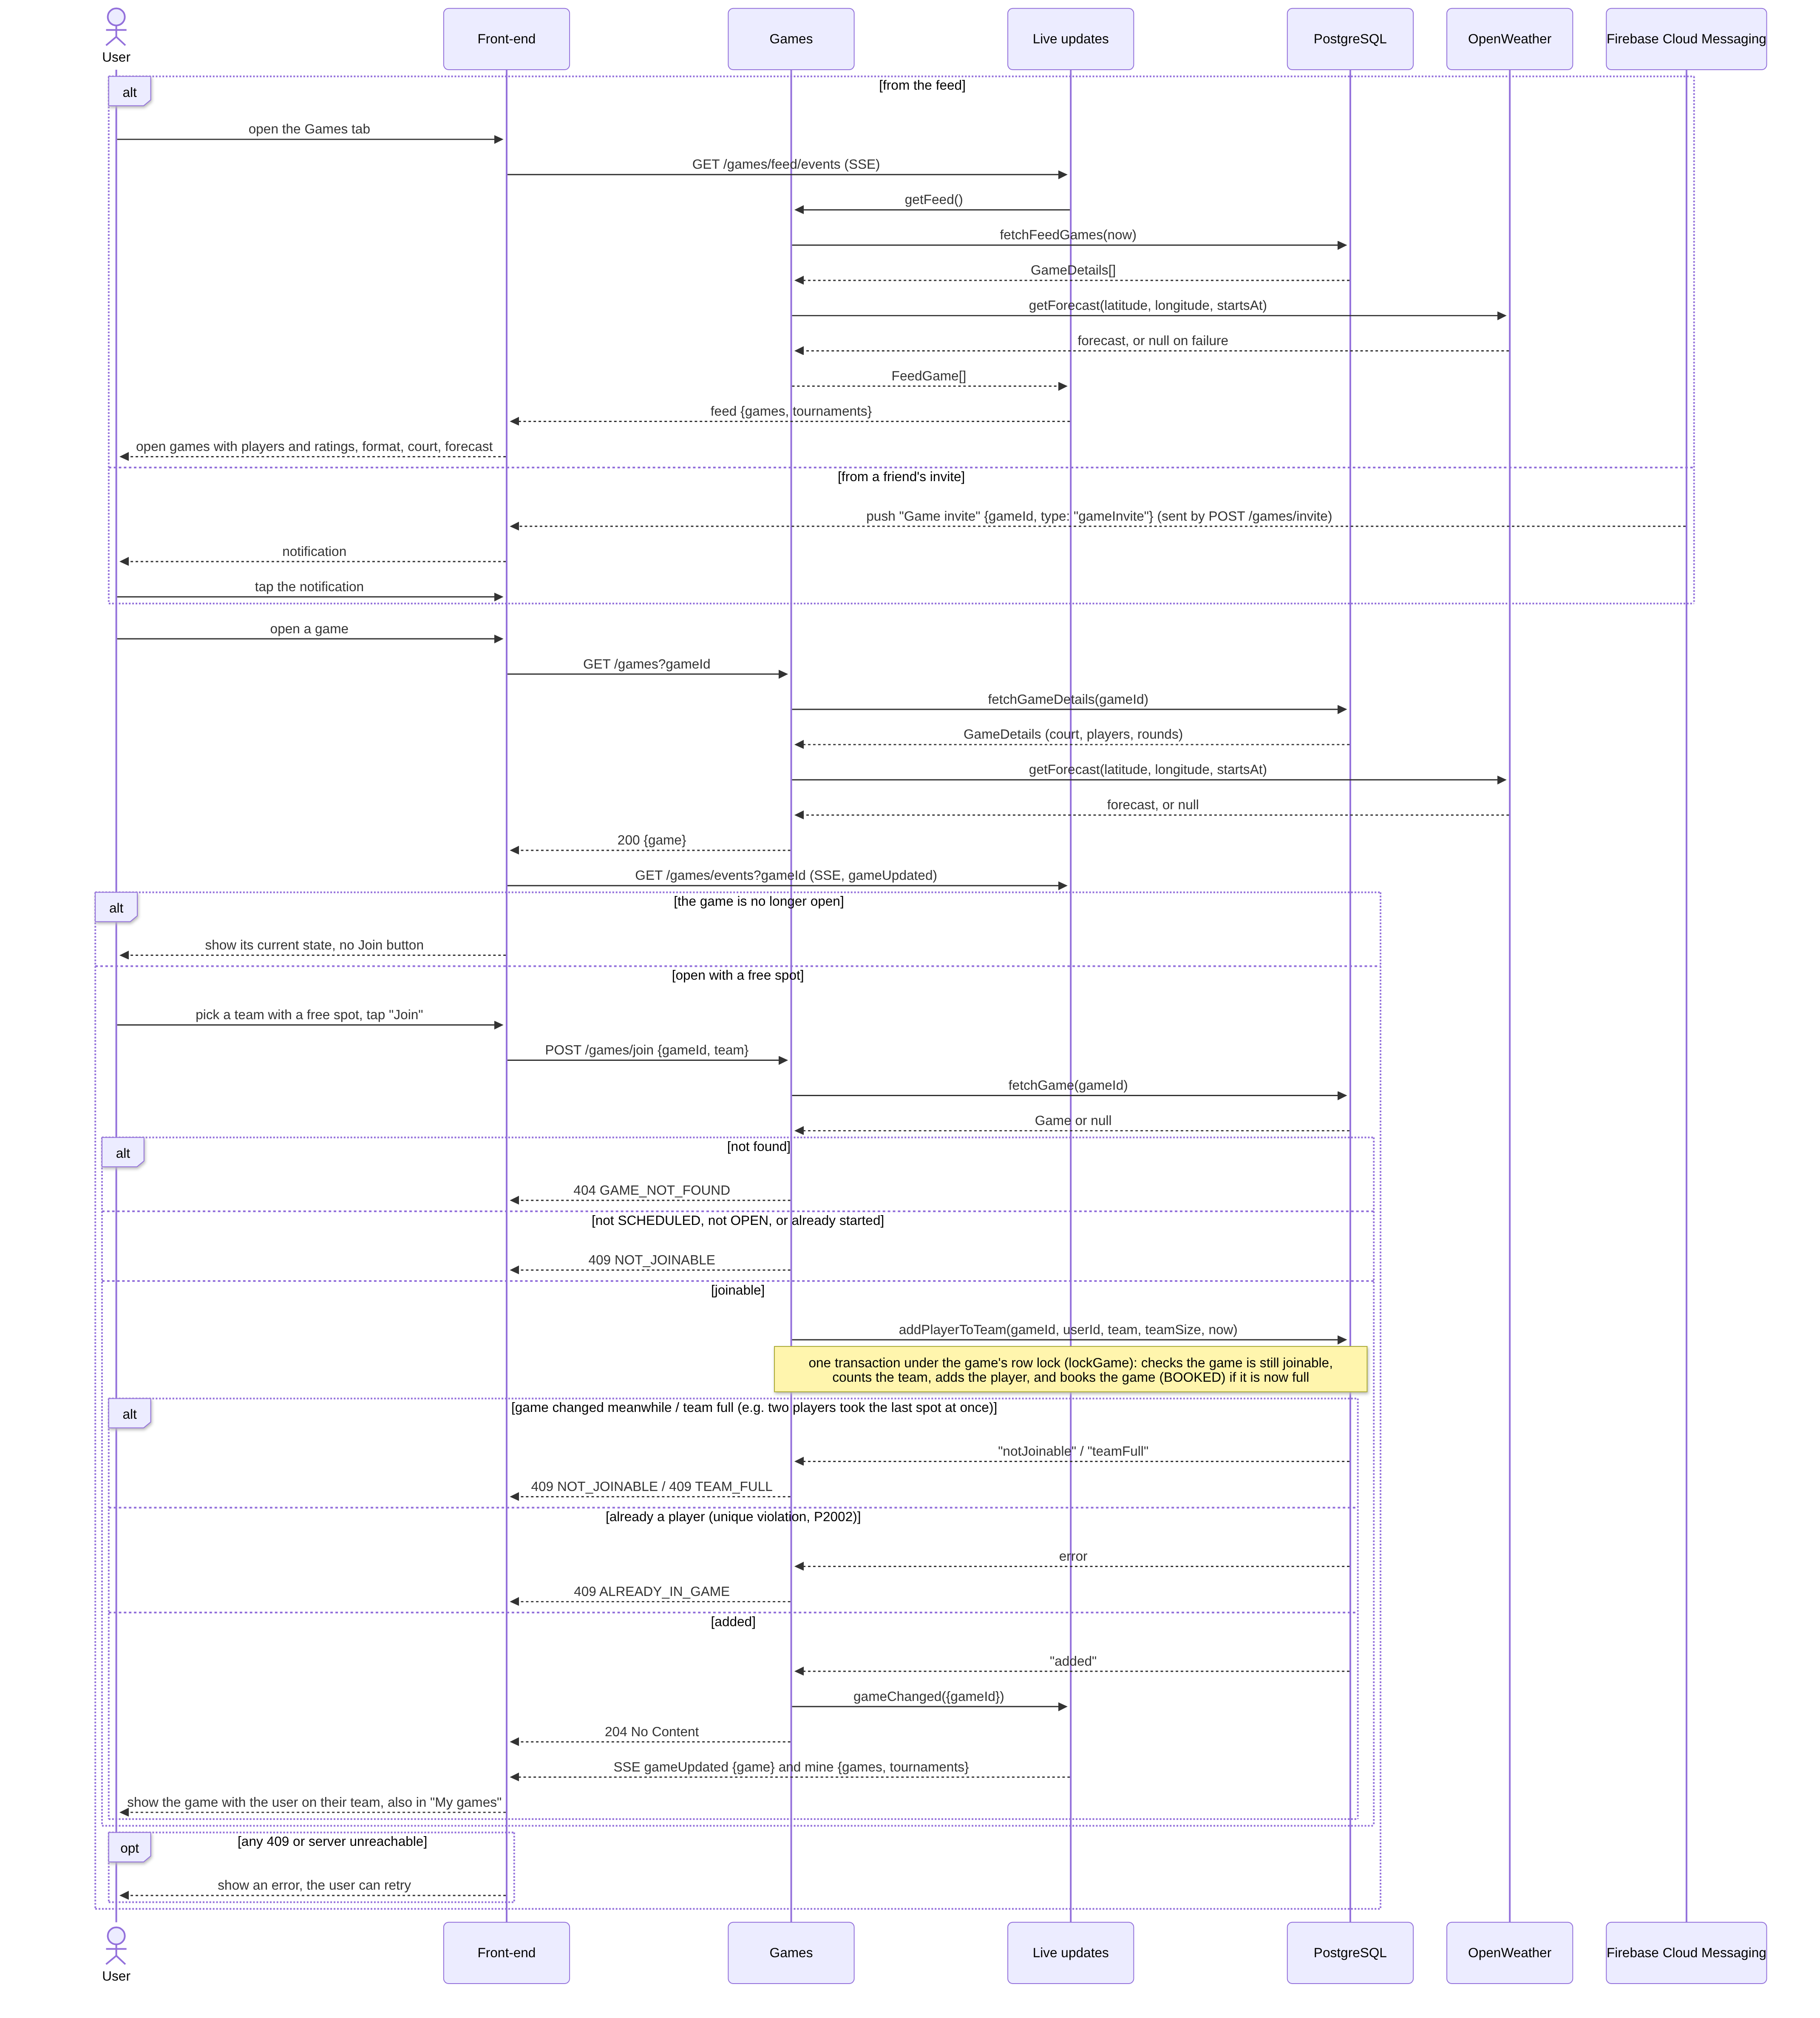 User
Front-end
Games
Live updates
PostgreSQL
OpenWeather
Firebase Cloud Messaging
alt
[from the feed]
open the Games tab
GET /games/feed/events (SSE)
getFeed()
fetchFeedGames(now)
GameDetails[]
getForecast(latitude, longitude, startsAt)
forecast, or null on failure
FeedGame[]
feed {games, tournaments}
open games with players and ratings, format, court, forecast
[from a friend's invite]
push "Game invite" {gameId, type: "gameInvite"} (sent by POST /games/invite)
notification
tap the notification
open a game
GET /games?gameId
fetchGameDetails(gameId)
GameDetails (court, players, rounds)
getForecast(latitude, longitude, startsAt)
forecast, or null
200 {game}
GET /games/events?gameId (SSE, gameUpdated)
alt
[the game is no longer open]
show its current state, no Join button
[open with a free spot]
pick a team with a free spot, tap "Join"
POST /games/join {gameId, team}
fetchGame(gameId)
Game or null
alt
[not found]
404 GAME_NOT_FOUND
[not SCHEDULED, not OPEN, or already started]
409 NOT_JOINABLE
[joinable]
addPlayerToTeam(gameId, userId, team, teamSize, now)
one transaction under the game's row lock (lockGame): checks the game is still joinable,
counts the team, adds the player, and books the game (BOOKED) if it is now full
alt
[game changed meanwhile / team full (e.g. two players took the last spot at once)]
"notJoinable" / "teamFull"
409 NOT_JOINABLE / 409 TEAM_FULL
[already a player (unique violation, P2002)]
error
409 ALREADY_IN_GAME
[added]
"added"
gameChanged({gameId})
204 No Content
SSE gameUpdated {game} and mine {games, tournaments}
show the game with the user on their team, also in "My games"
opt
[any 409 or server unreachable]
show an error, the user can retry
User
Front-end
Games
Live updates
PostgreSQL
OpenWeather
Firebase Cloud Messaging